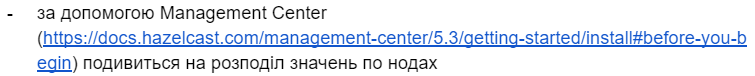 - за допомогою Management Center
(https://docs.hazelcast.com/management-center/5.3/getting-started/install#before-you-b
egin) подивиться на розподіл значень по нодах